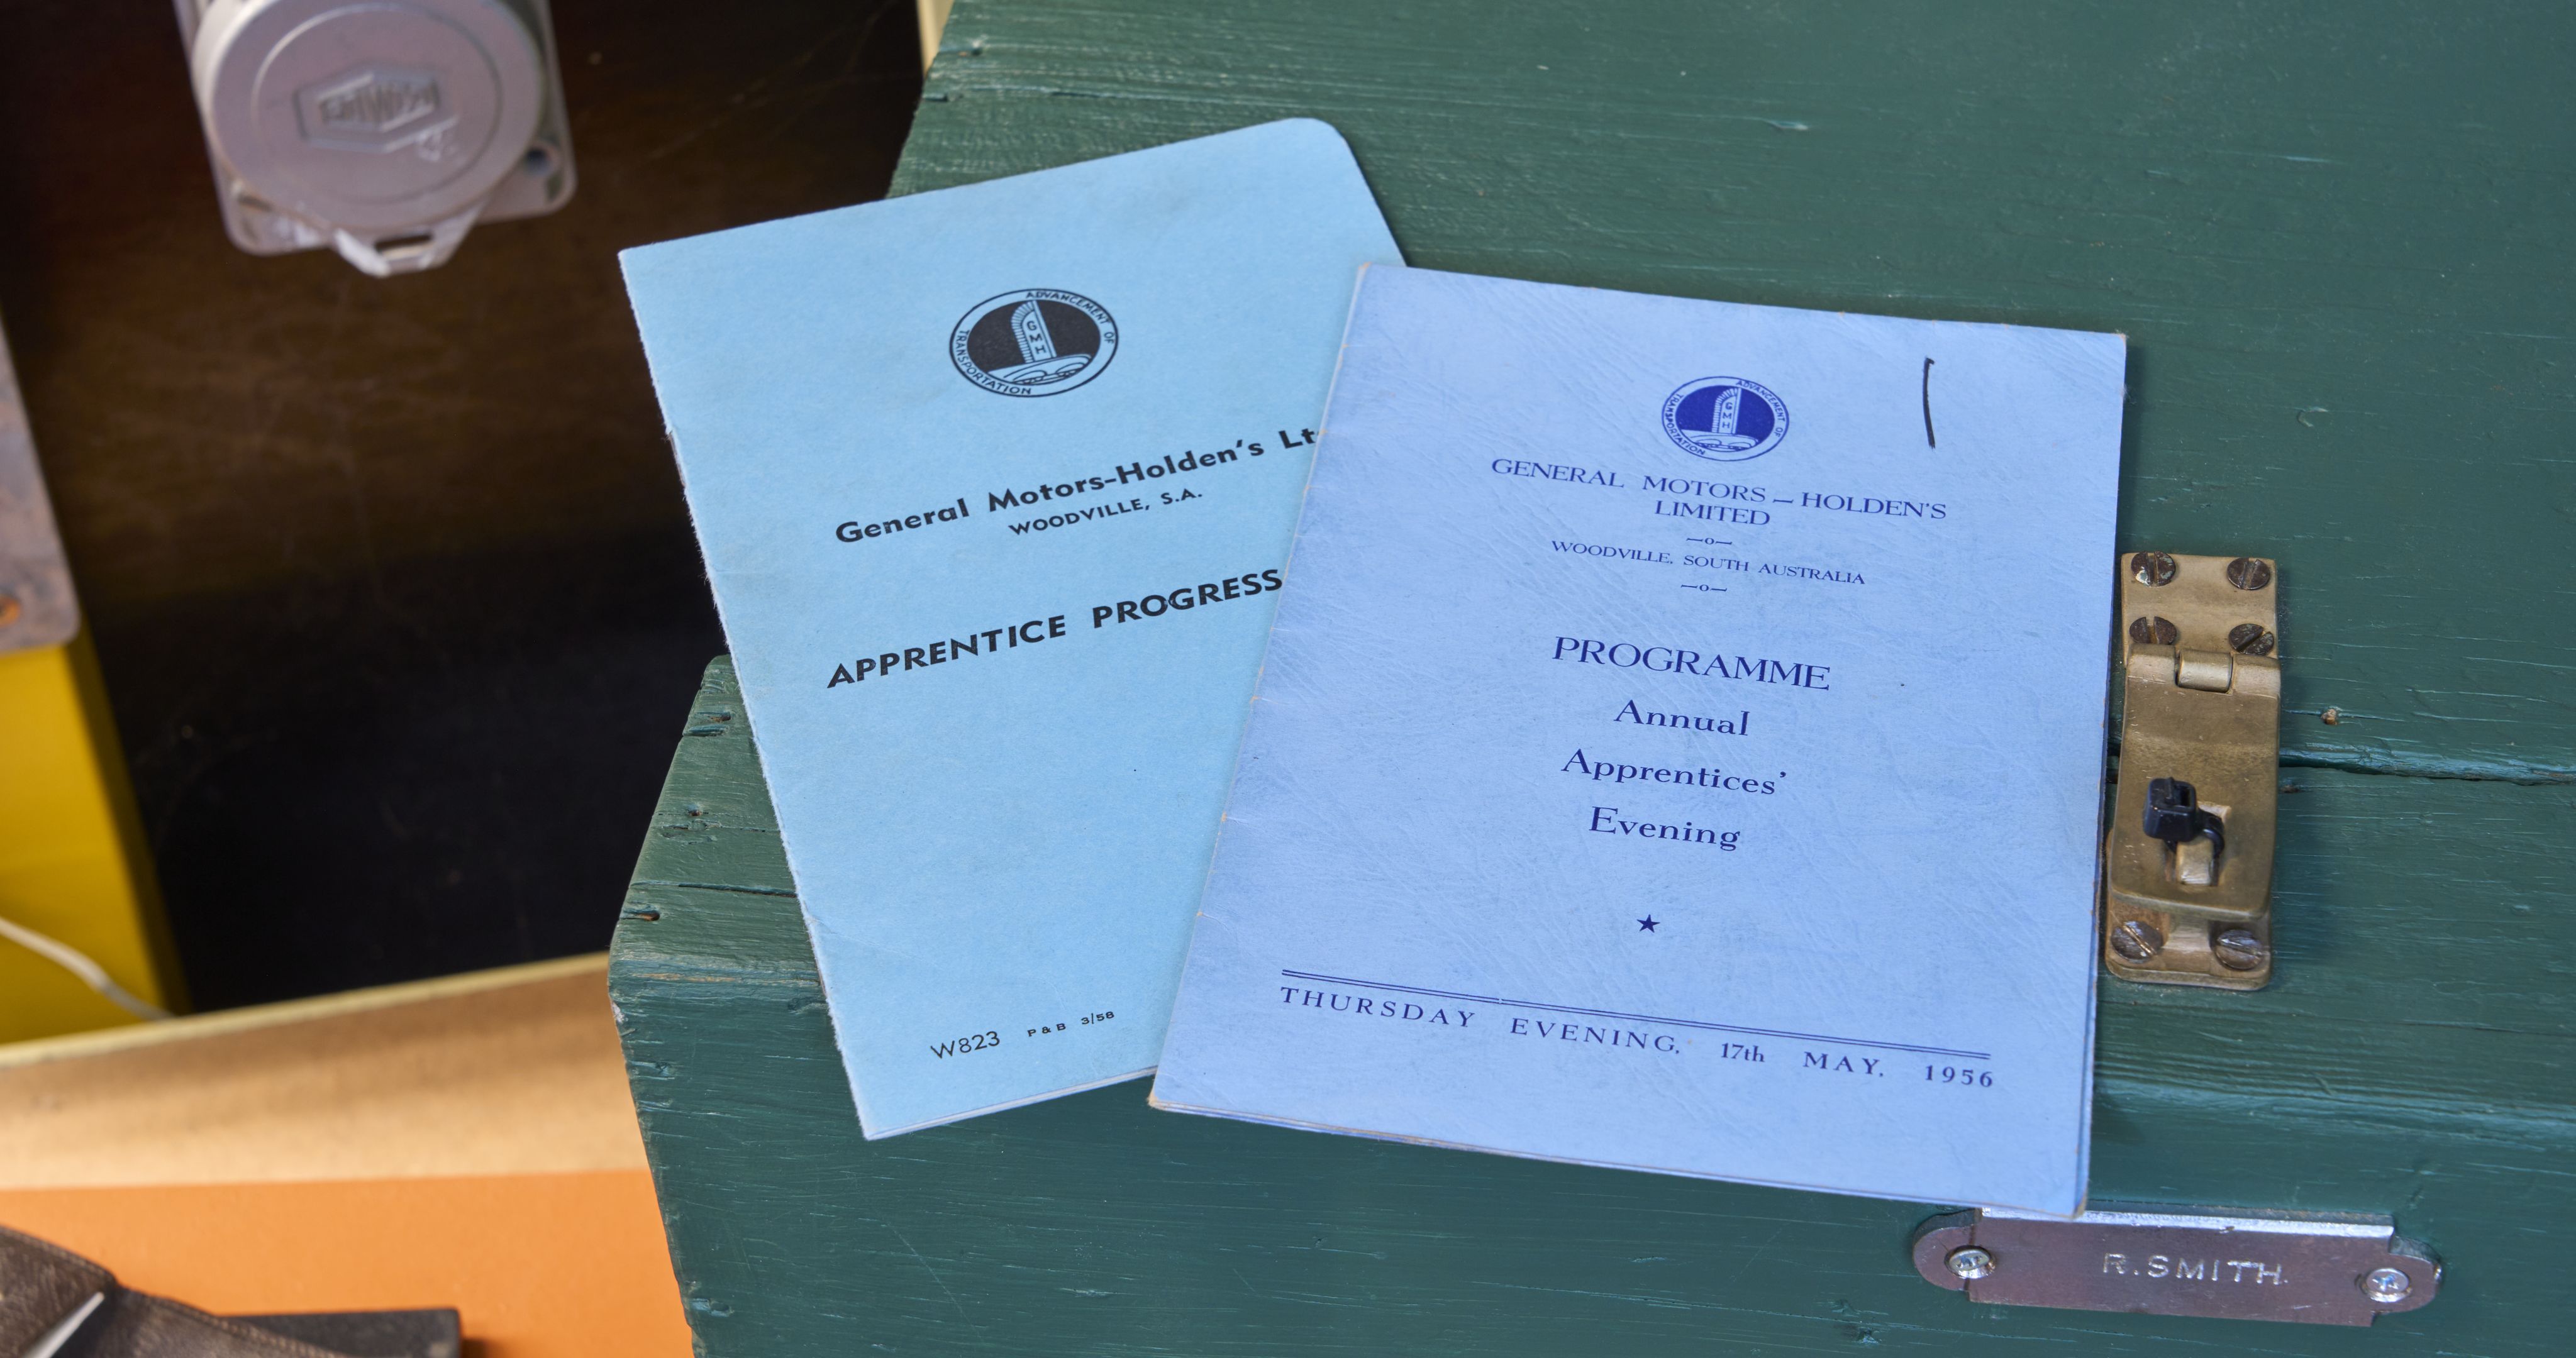 ADVANCEMENT OF TRANSPORTATION
GMH
General Motors-Holden's Lt
WOODVILLE, S.A.
APPRENTICE PROGRESS
W823 P & B 3/58
ADVANCEMENT OF TRANSPORTATION
GMH
GENERAL MOTORS — HOLDEN'S
LIMITED
—o—
WOODVILLE, SOUTH AUSTRALIA
—o—
PROGRAMME
Annual
Apprentices'
Evening
★
THURSDAY EVENING, 17th MAY, 1956
R.SMITH